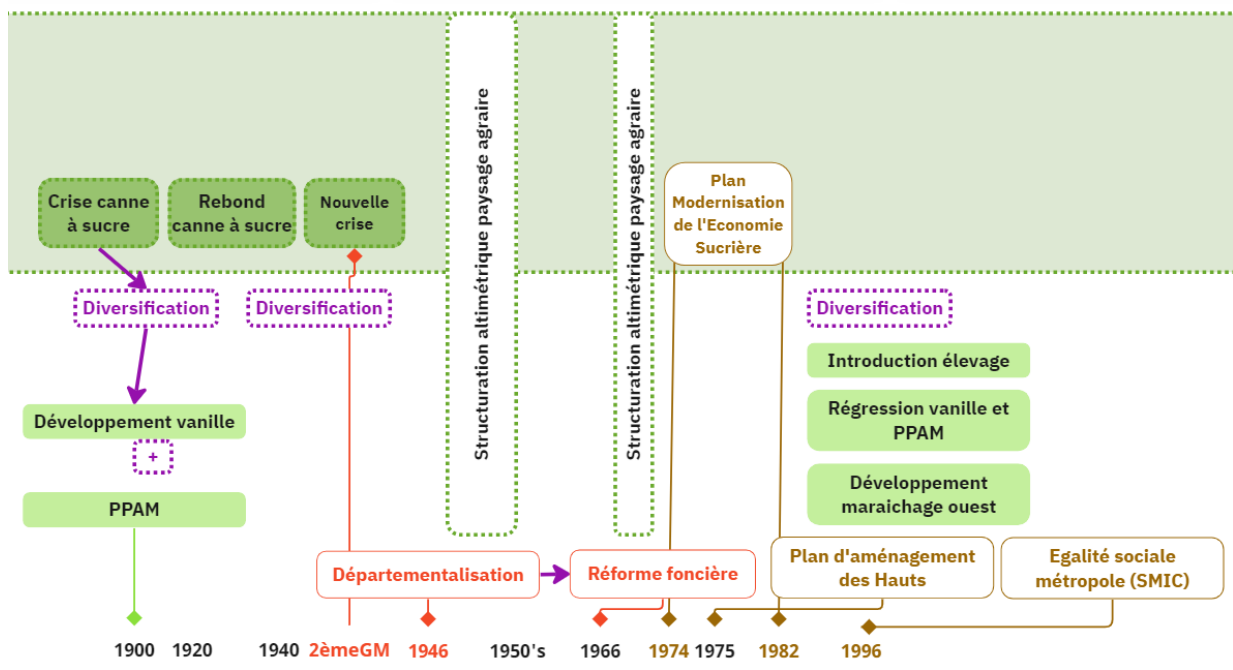 Structuration altimétrique paysage agraire
Structuration altimétrique paysage agraire
Crise canne
à sucre
Rebond
canne à sucre
Nouvelle
crise
Plan
Modernisation
de l'Economie
Sucrière
Diversification
Diversification
Diversification
Introduction élevage
Développement vanille
+
Régression vanille et
PPAM
PPAM
Développement
maraichage ouest
Départementalisation
Réforme foncière
Plan d'aménagement
des Hauts
Egalité sociale
métropole (SMIC)
1900 1920 1940 2èmeGM 1946 1950's 1966 1974 1975 1982 1996